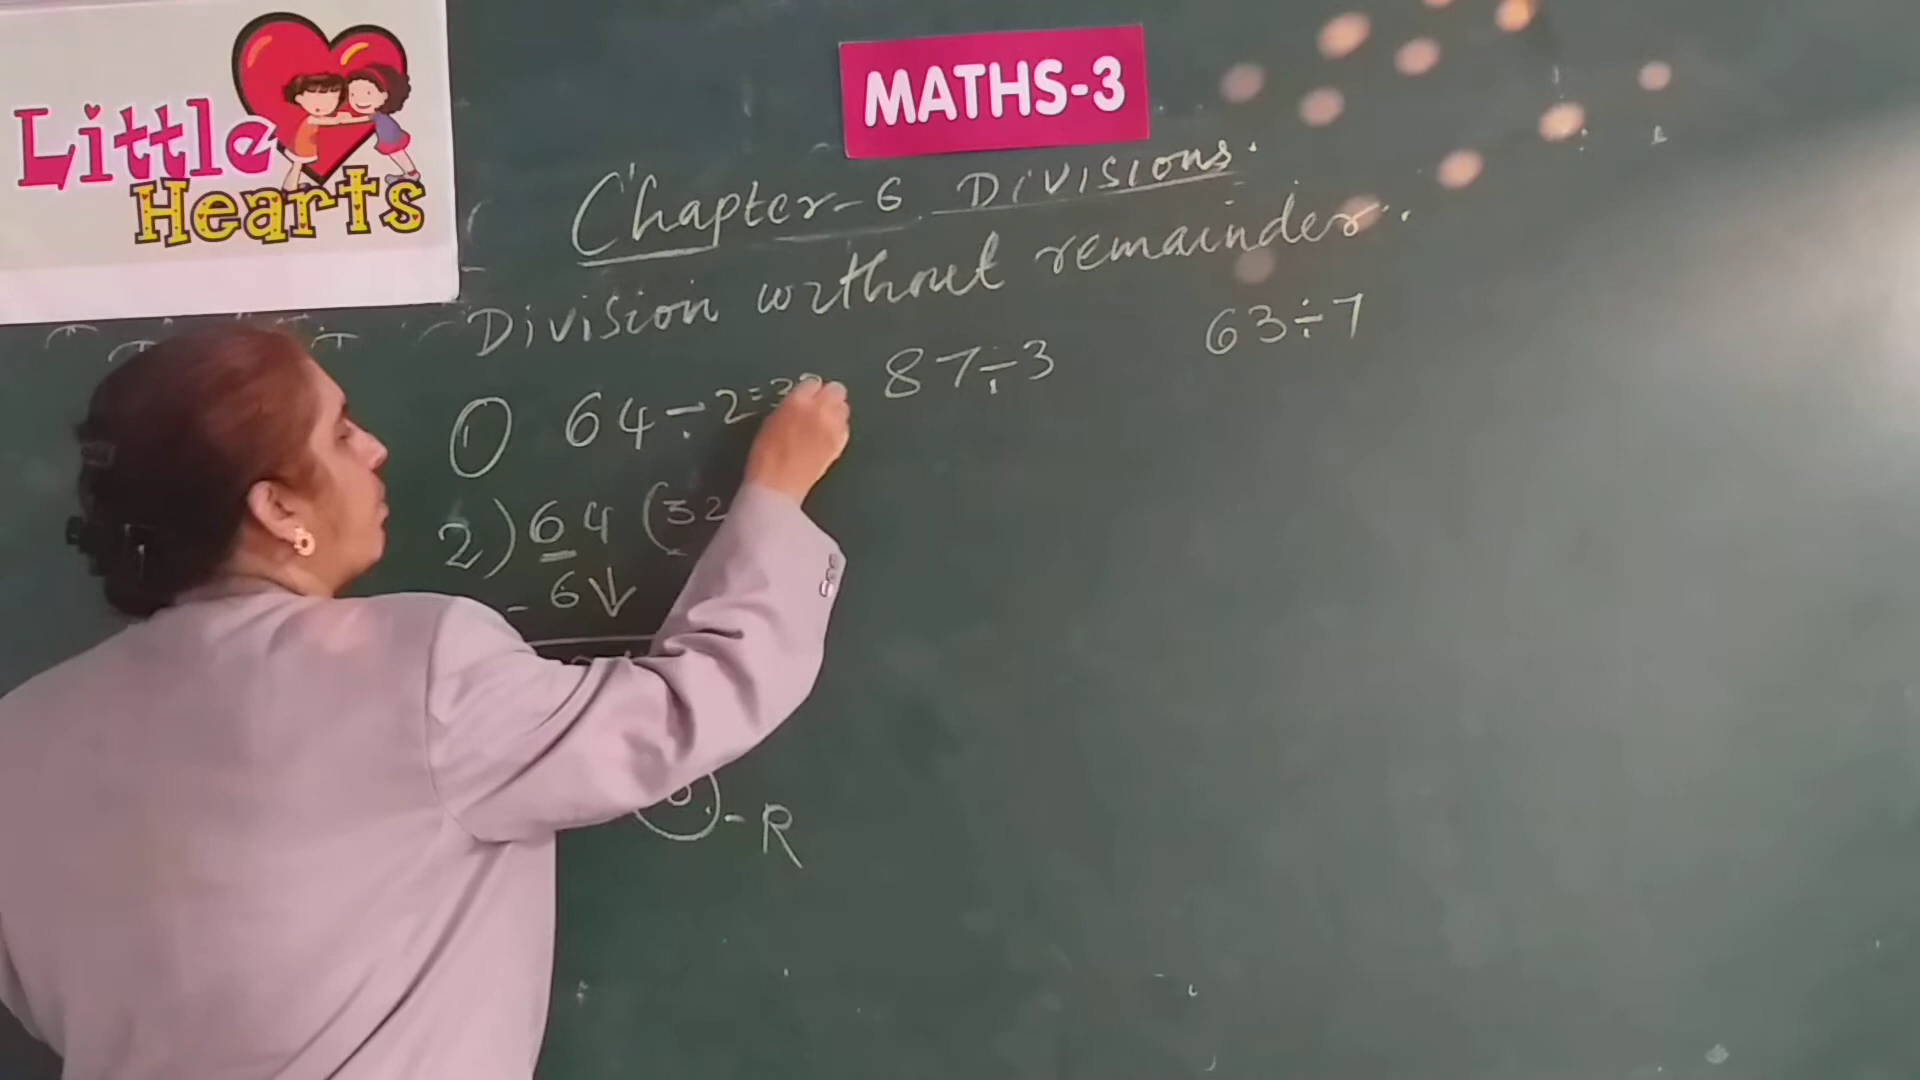 Little
Hearts
MATHS-3
Chapter-6 Divisions.
Division without remainder.
① 64÷2=32 87÷3 63÷7
2)64(32
- 6↓
- R